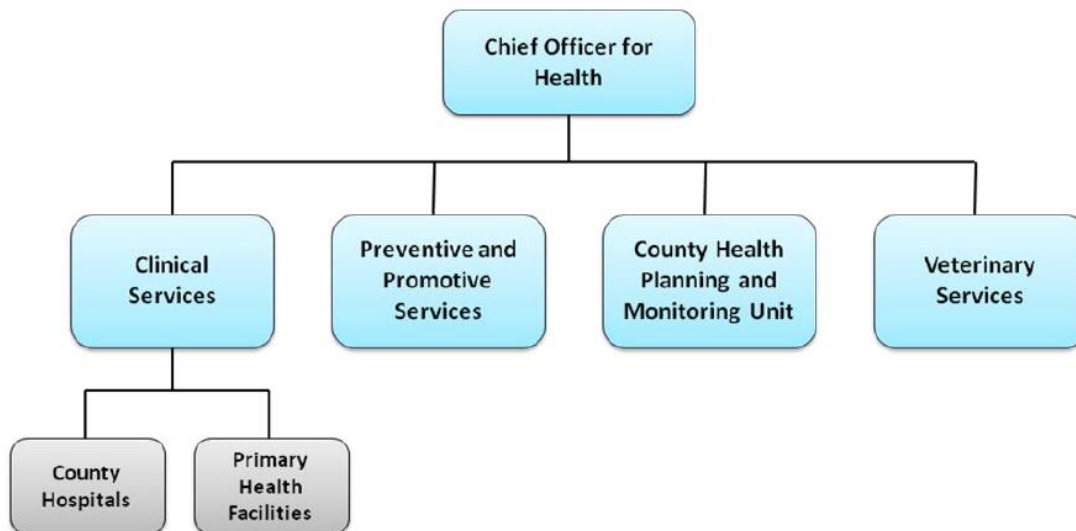 Chief Officer for
Health
Clinical
Services
Preventive and
Promotive
Services
County Health
Planning and
Monitoring Unit
Veterinary
Services
County
Hospitals
Primary
Health
Facilities